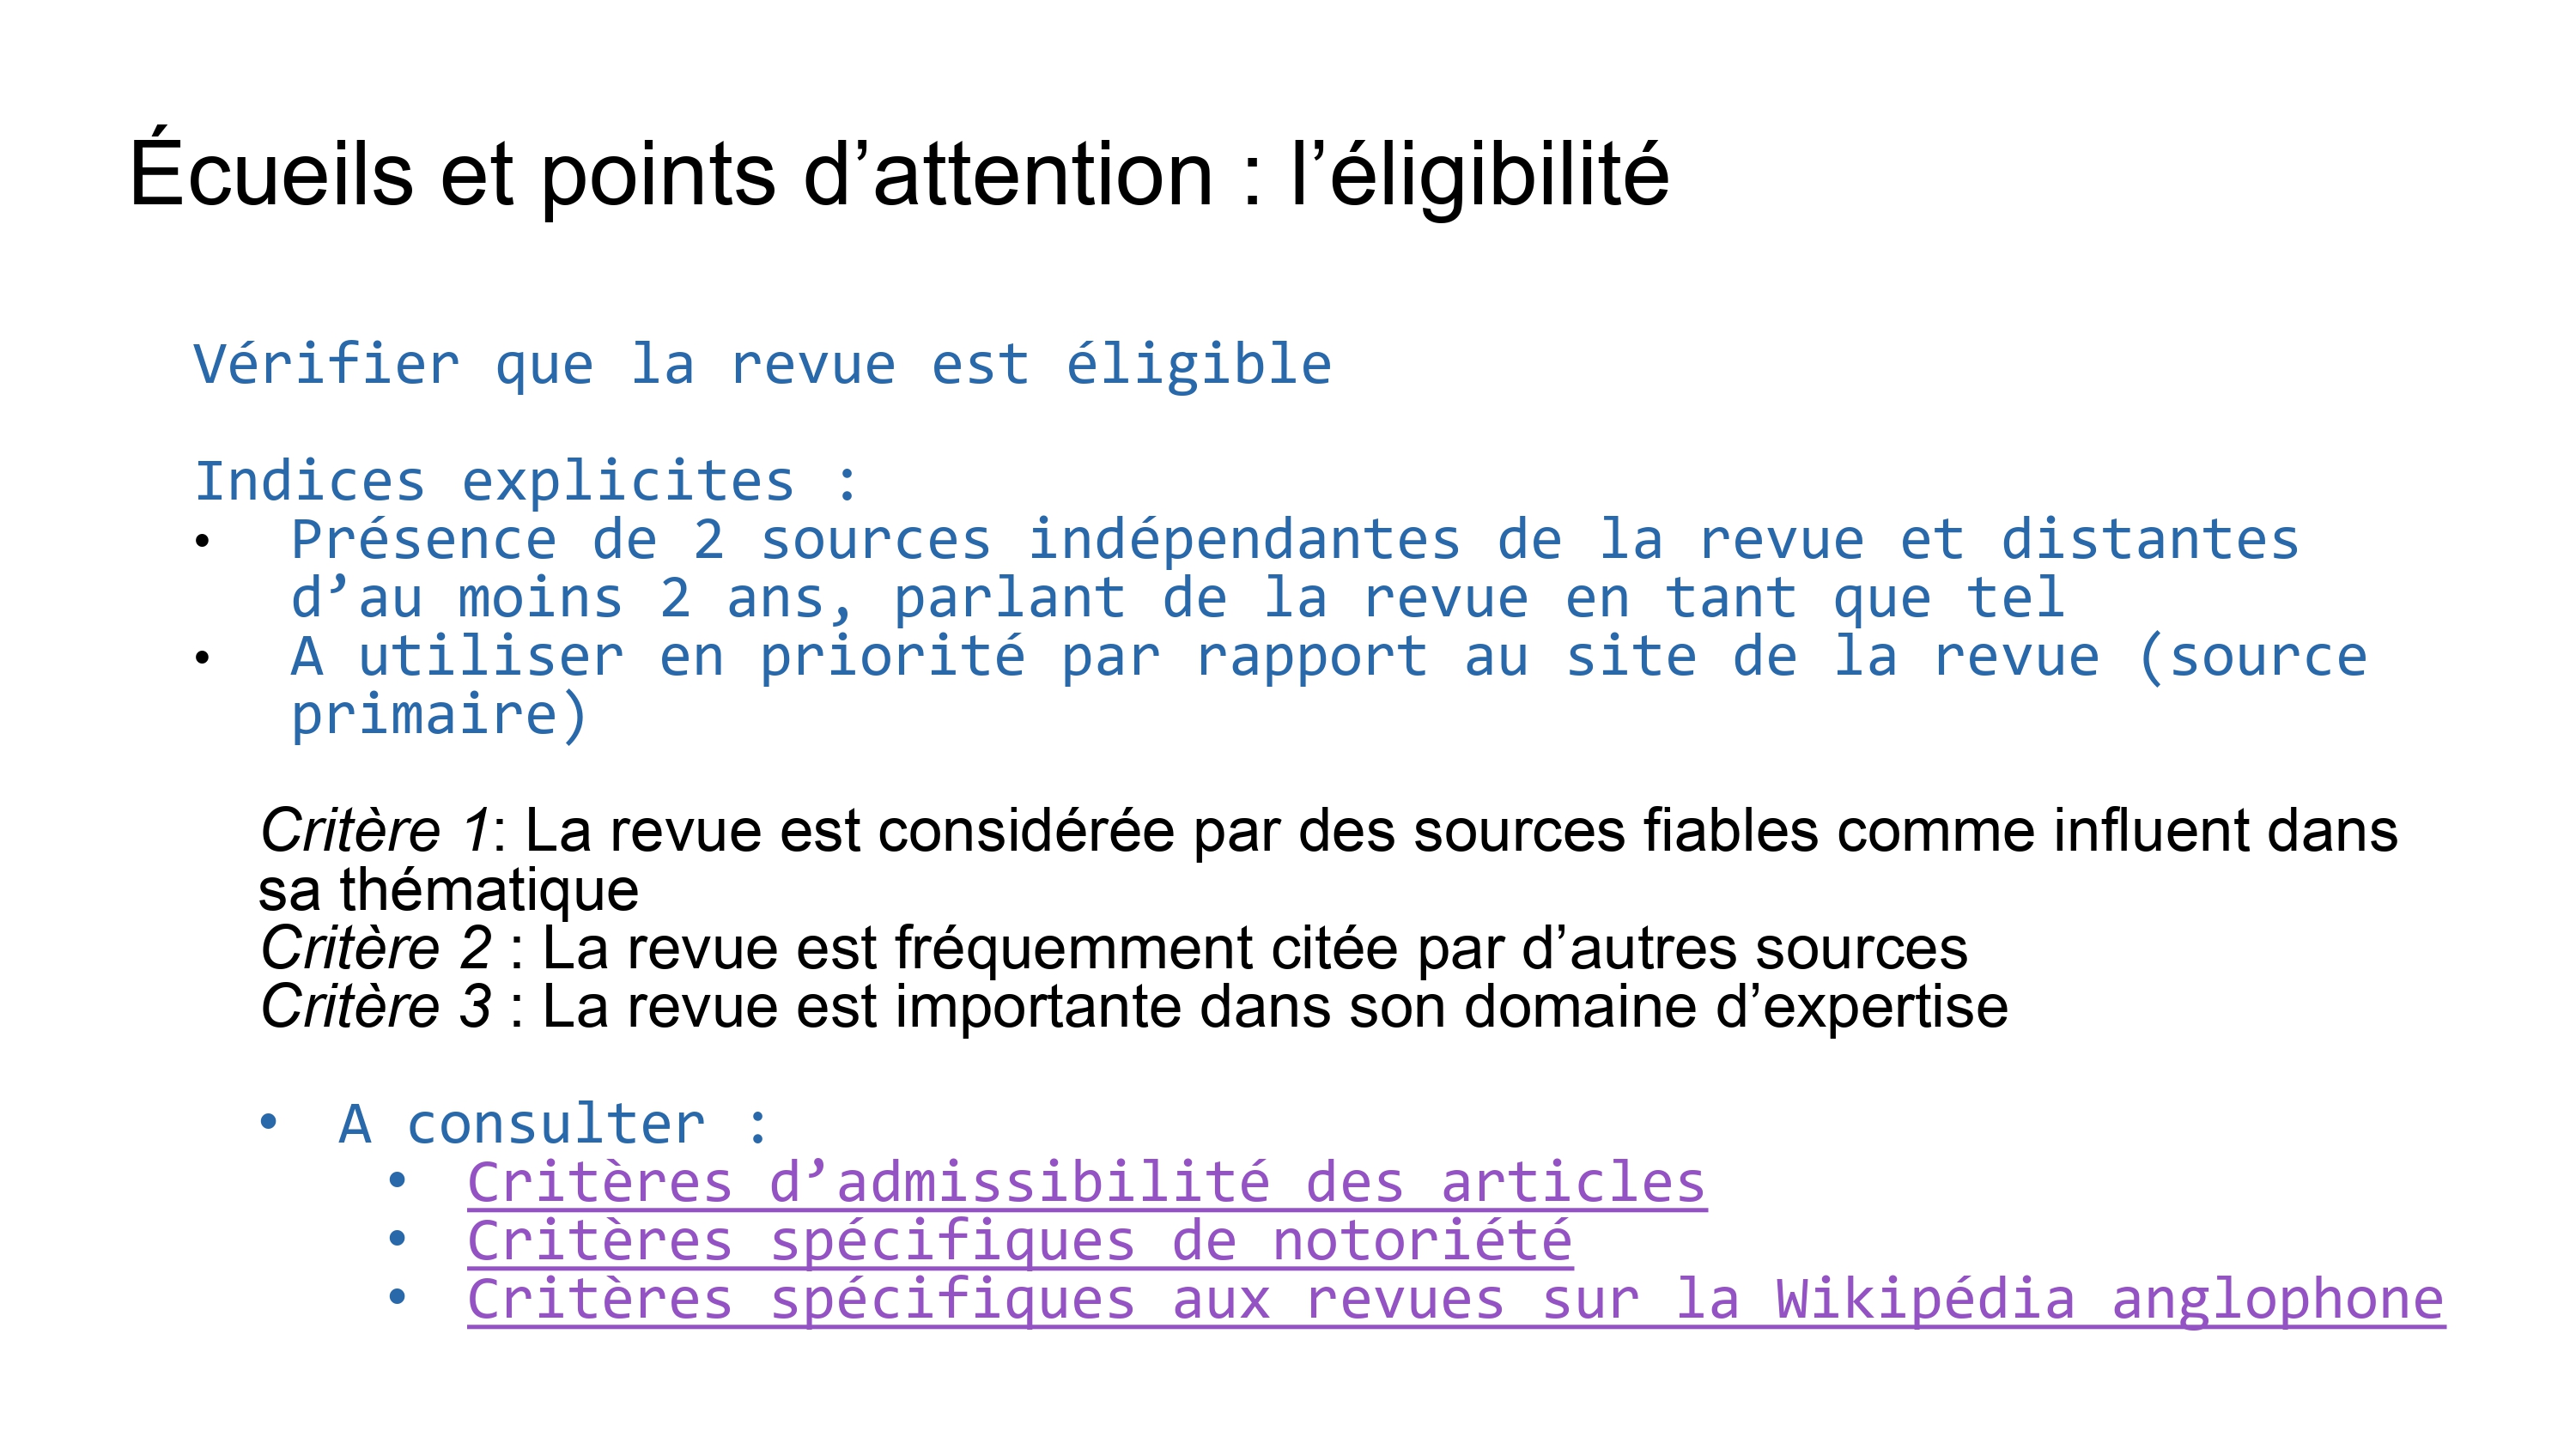 Écueils et points d’attention : l’éligibilité
Vérifier que la revue est éligible
Indices explicites :
• Présence de 2 sources indépendantes de la revue et distantes
d’au moins 2 ans, parlant de la revue en tant que tel
• A utiliser en priorité par rapport au site de la revue (source
primaire)
Critère 1: La revue est considérée par des sources fiables comme influent dans
sa thématique
Critère 2 : La revue est fréquemment citée par d’autres sources
Critère 3 : La revue est importante dans son domaine d’expertise
• A consulter :
• Critères d’admissibilité des articles
• Critères spécifiques de notoriété
• Critères spécifiques aux revues sur la Wikipédia anglophone